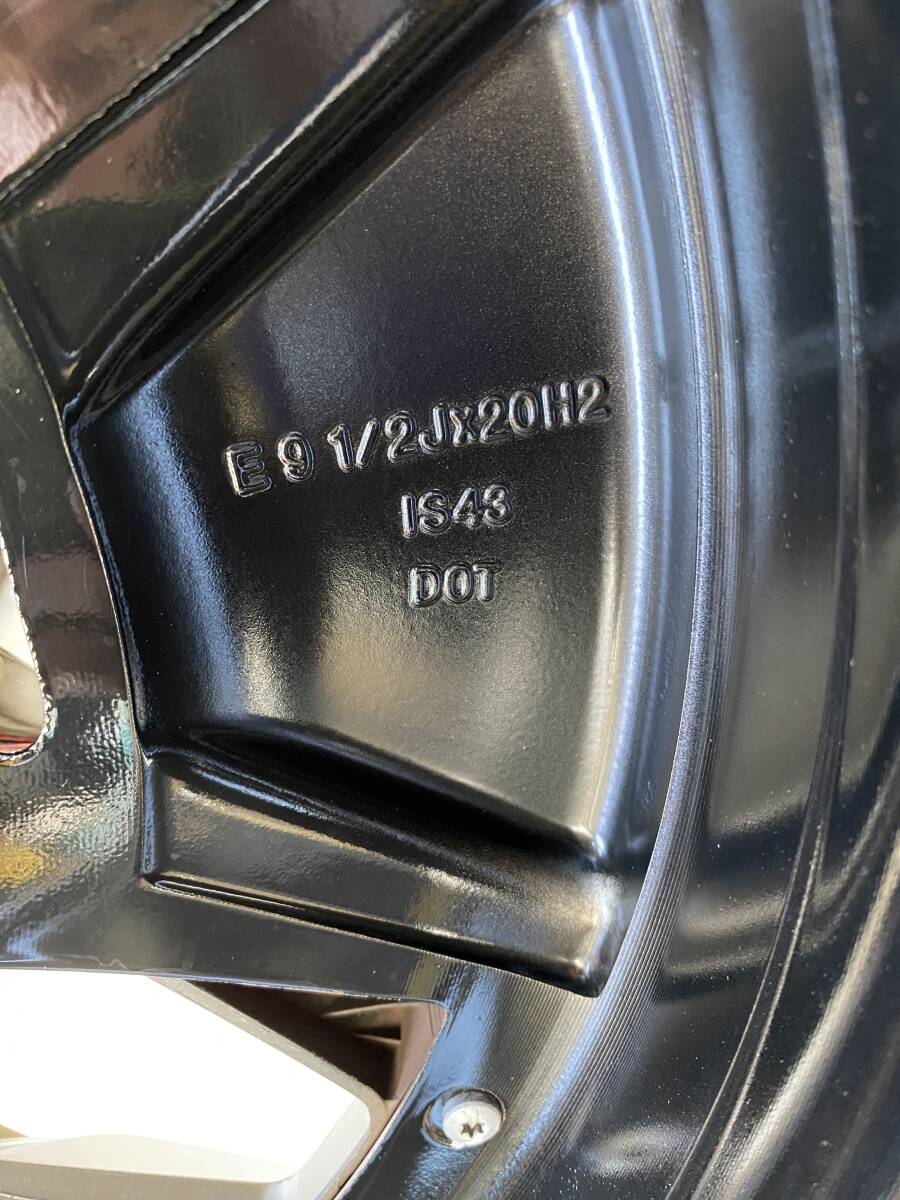 E 9 1/2Jx20H2
IS43
DOT